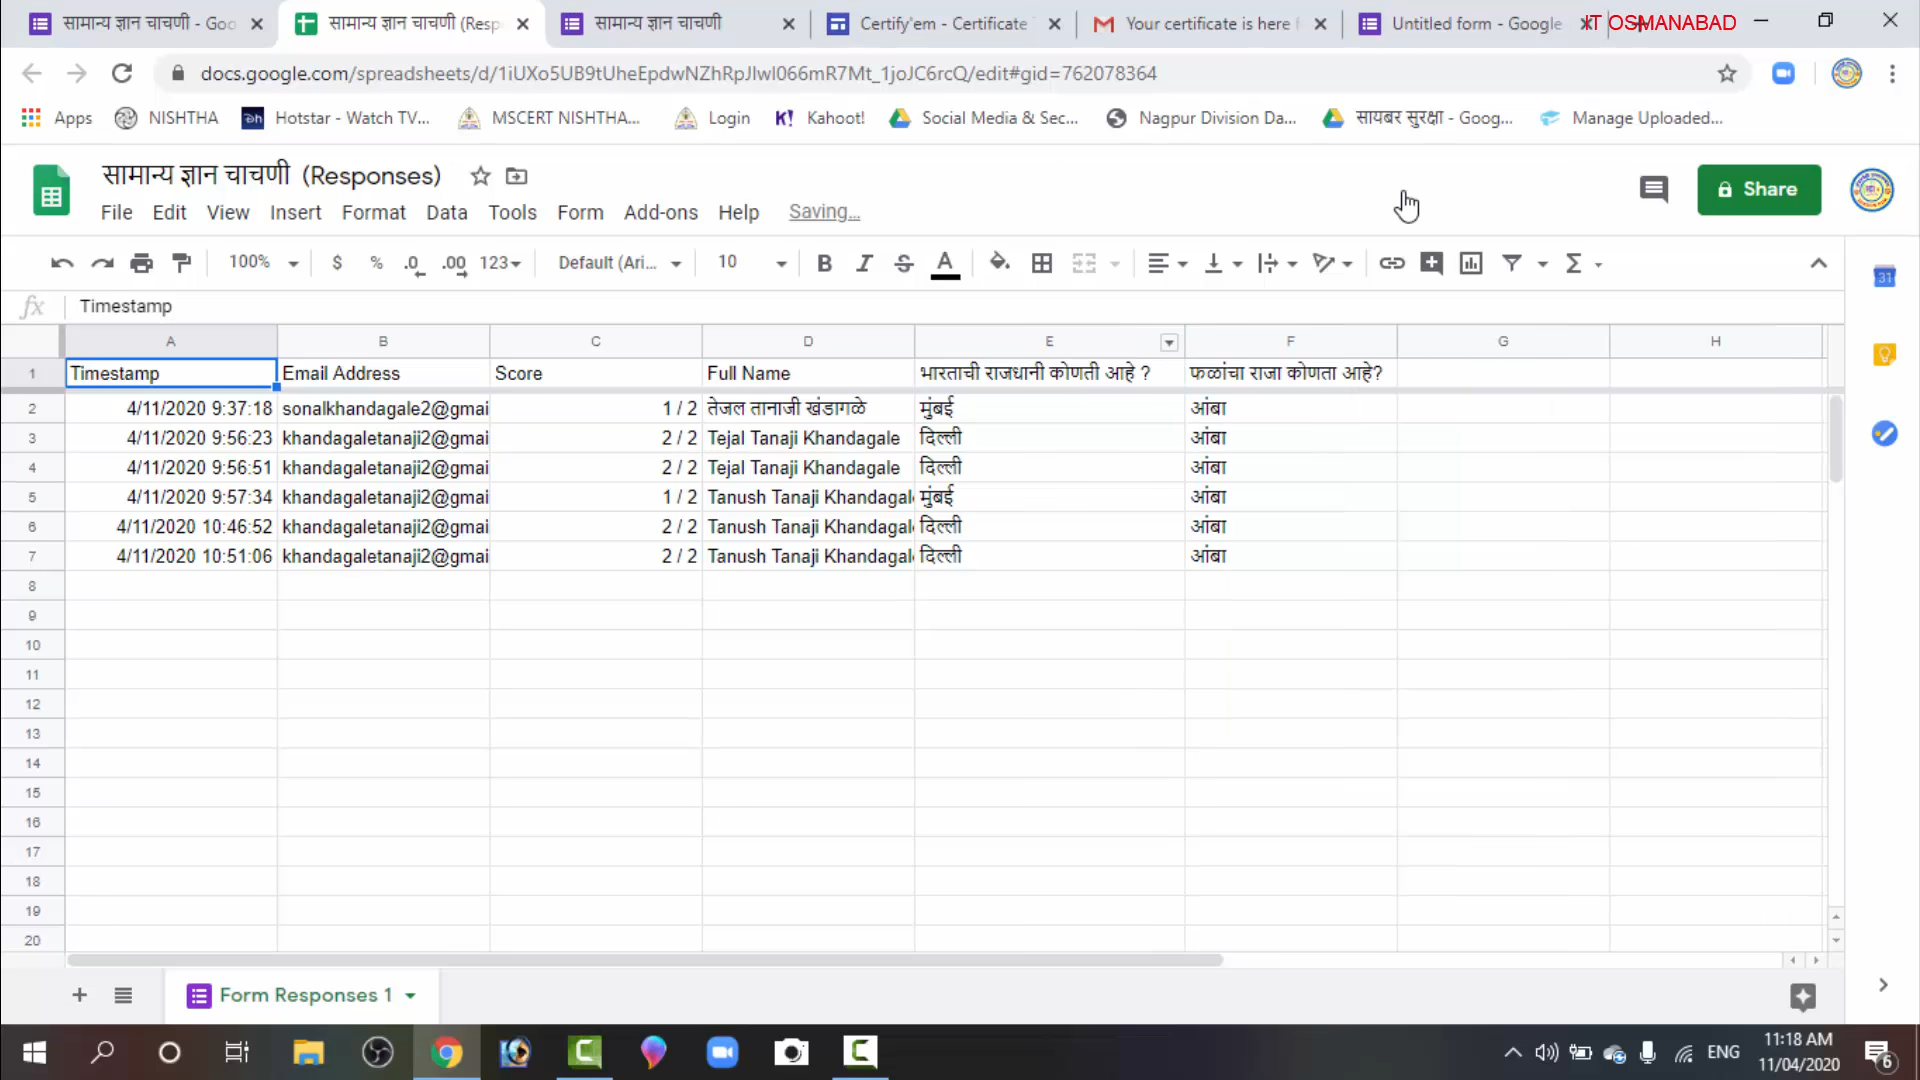 सामान्य ज्ञान चाचणी - Goo
सामान्य ज्ञान चाचणी (Resp
सामान्य ज्ञान चाचणी
Certify'em - Certificate
Your certificate is here
Untitled form - Google
IT OSMANABAD
docs.google.com/spreadsheets/d/1iUXo5UB9tUheEpdwNZhRpJlwl066mR7Mt_1joJC6rcQ/edit#gid=762078364
Apps NISHTHA Hotstar - Watch TV... MSCERT NISHTHA... Login Kahoot! Social Media & Sec... Nagpur Division Da... सायबर सुरक्षा - Goog... Manage Uploaded...
सामान्य ज्ञान चाचणी (Responses)
Share
File Edit View Insert Format Data Tools Form Add-ons Help Saving...
100% $ % .0 .00 123 Default (Ari... 10 B I S A
31
fx Timestamp
A B C D E F G H
1 Timestamp Email Address Score Full Name भारताची राजधानी कोणती आहे ? फळांचा राजा कोणता आहे?
2 4/11/2020 9:37:18 sonalkhandagale2@gmai 1 / 2 तेजल तानाजी खंडागळे मुंबई आंबा
3 4/11/2020 9:56:23 khandagaletanaji2@gmai 2 / 2 Tejal Tanaji Khandagale दिल्ली आंबा
4 4/11/2020 9:56:51 khandagaletanaji2@gmai 2 / 2 Tejal Tanaji Khandagale दिल्ली आंबा
5 4/11/2020 9:57:34 khandagaletanaji2@gmai 1 / 2 Tanush Tanaji Khandagal मुंबई आंबा
6 4/11/2020 10:46:52 khandagaletanaji2@gmai 2 / 2 Tanush Tanaji Khandagal दिल्ली आंबा
7 4/11/2020 10:51:06 khandagaletanaji2@gmai 2 / 2 Tanush Tanaji Khandagal दिल्ली आंबा
8
9
10
11
12
13
14
15
16
17
18
19
20
Form Responses 1
ENG
11:18 AM
11/04/2020
6